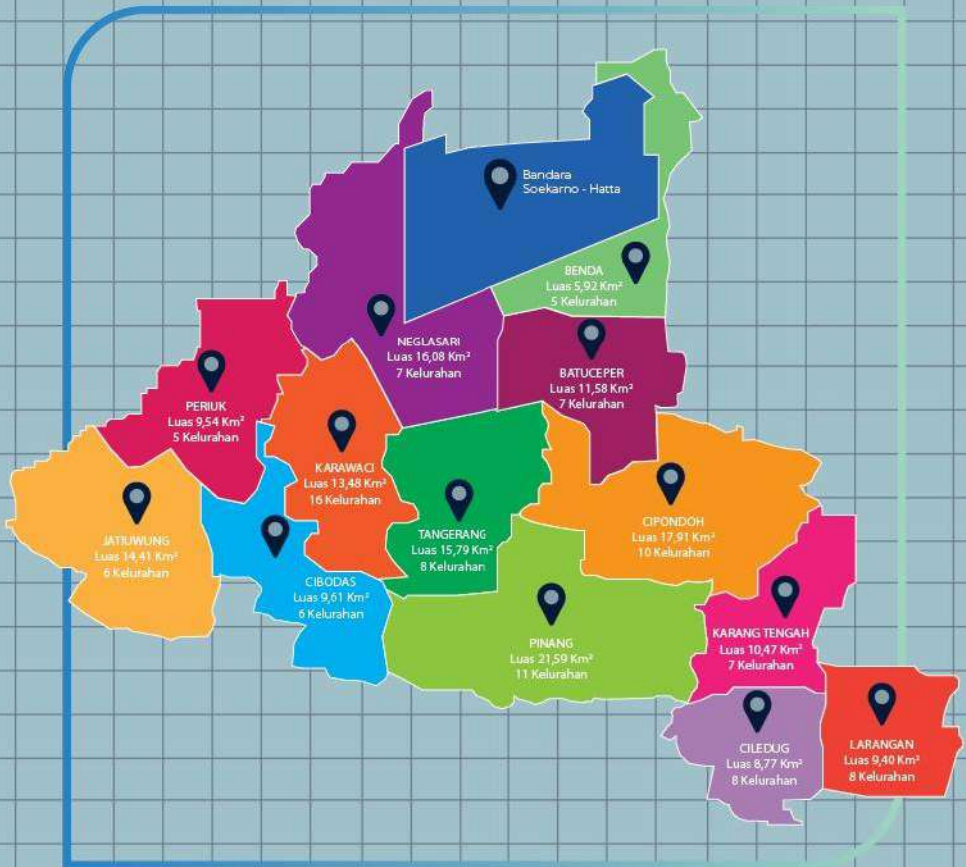 Bandara
Soekarno - Hatta
BENDA
Luas 5,92 Km²
5 Kelurahan
NEGLASARI
Luas 16,08 Km²
7 Kelurahan
BATUCEPER
Luas 11,58 Km²
7 Kelurahan
PERIUK
Luas 9,54 Km²
5 Kelurahan
KARAWACI
Luas 13,48 Km²
16 Kelurahan
JATIUWUNG
Luas 14,41 Km²
6 Kelurahan
TANGERANG
Luas 15,79 Km²
8 Kelurahan
CIPONDOH
Luas 17,91 Km²
10 Kelurahan
CIBODAS
Luas 9,61 Km²
6 Kelurahan
PINANG
Luas 21,59 Km²
11 Kelurahan
KARANG TENGAH
Luas 10,47 Km²
7 Kelurahan
CILEDUG
Luas 8,77 Km²
8 Kelurahan
LARANGAN
Luas 9,40 Km²
8 Kelurahan